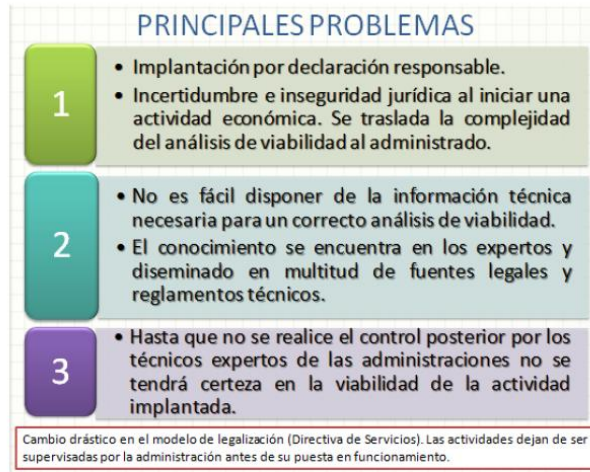 PRINCIPALES PROBLEMAS
1
• Implantación por declaración responsable.
• Incertidumbre e inseguridad jurídica al iniciar una
actividad económica. Se traslada la complejidad
del análisis de viabilidad al administrado.
2
• No es fácil disponer de la información técnica
necesaria para un correcto análisis de viabilidad.
• El conocimiento se encuentra en los expertos y
diseminado en multitud de fuentes legales y
reglamentos técnicos.
3
• Hasta que no se realice el control posterior por los
técnicos expertos de las administraciones no se
tendrá certeza en la viabilidad de la actividad
implantada.
Cambio drástico en el modelo de legalización (Directiva de Servicios). Las actividades dejan de ser
supervisadas por la administración antes de su puesta en funcionamiento.